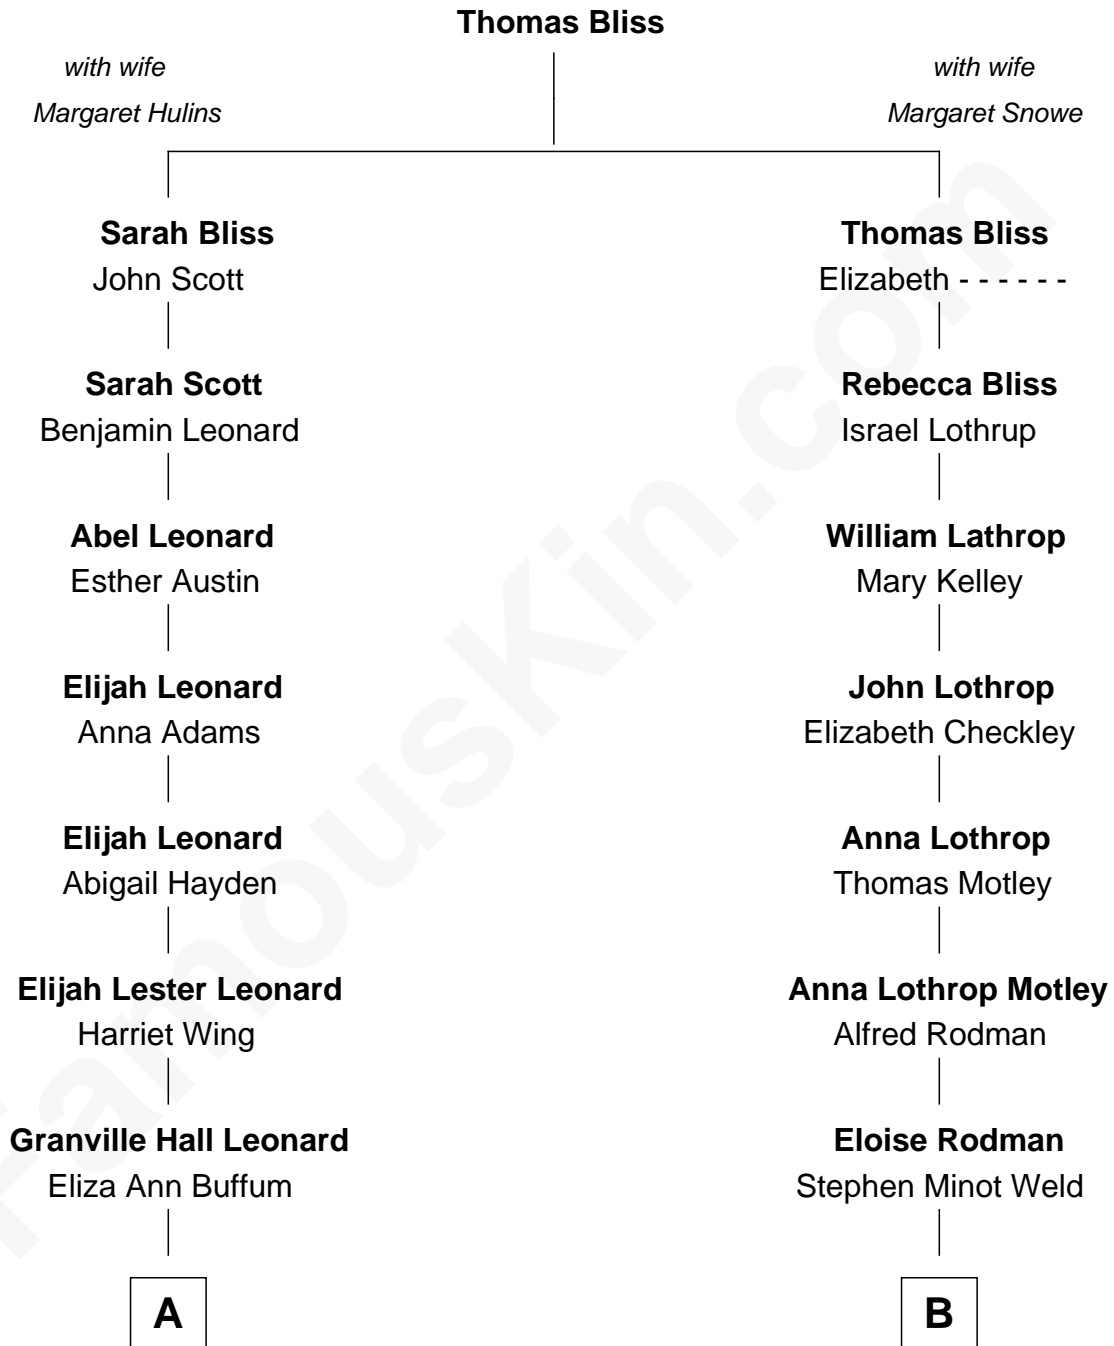 Thomas Bliss
with wife
Margaret Hulins
with wife
Margaret Snowe
Sarah Bliss
John Scott
Thomas Bliss
Elizabeth - - - - - -
Sarah Scott
Benjamin Leonard
Rebecca Bliss
Israel Lothrup
Abel Leonard
Esther Austin
William Lathrop
Mary Kelley
Elijah Leonard
Anna Adams
John Lothrop
Elizabeth Checkley
Elijah Leonard
Abigail Hayden
Anna Lothrop
Thomas Motley
Elijah Lester Leonard
Harriet Wing
Anna Lothrop Motley
Alfred Rodman
Granville Hall Leonard
Eliza Ann Buffum
Eloise Rodman
Stephen Minot Weld
A
B
FamousKin.com